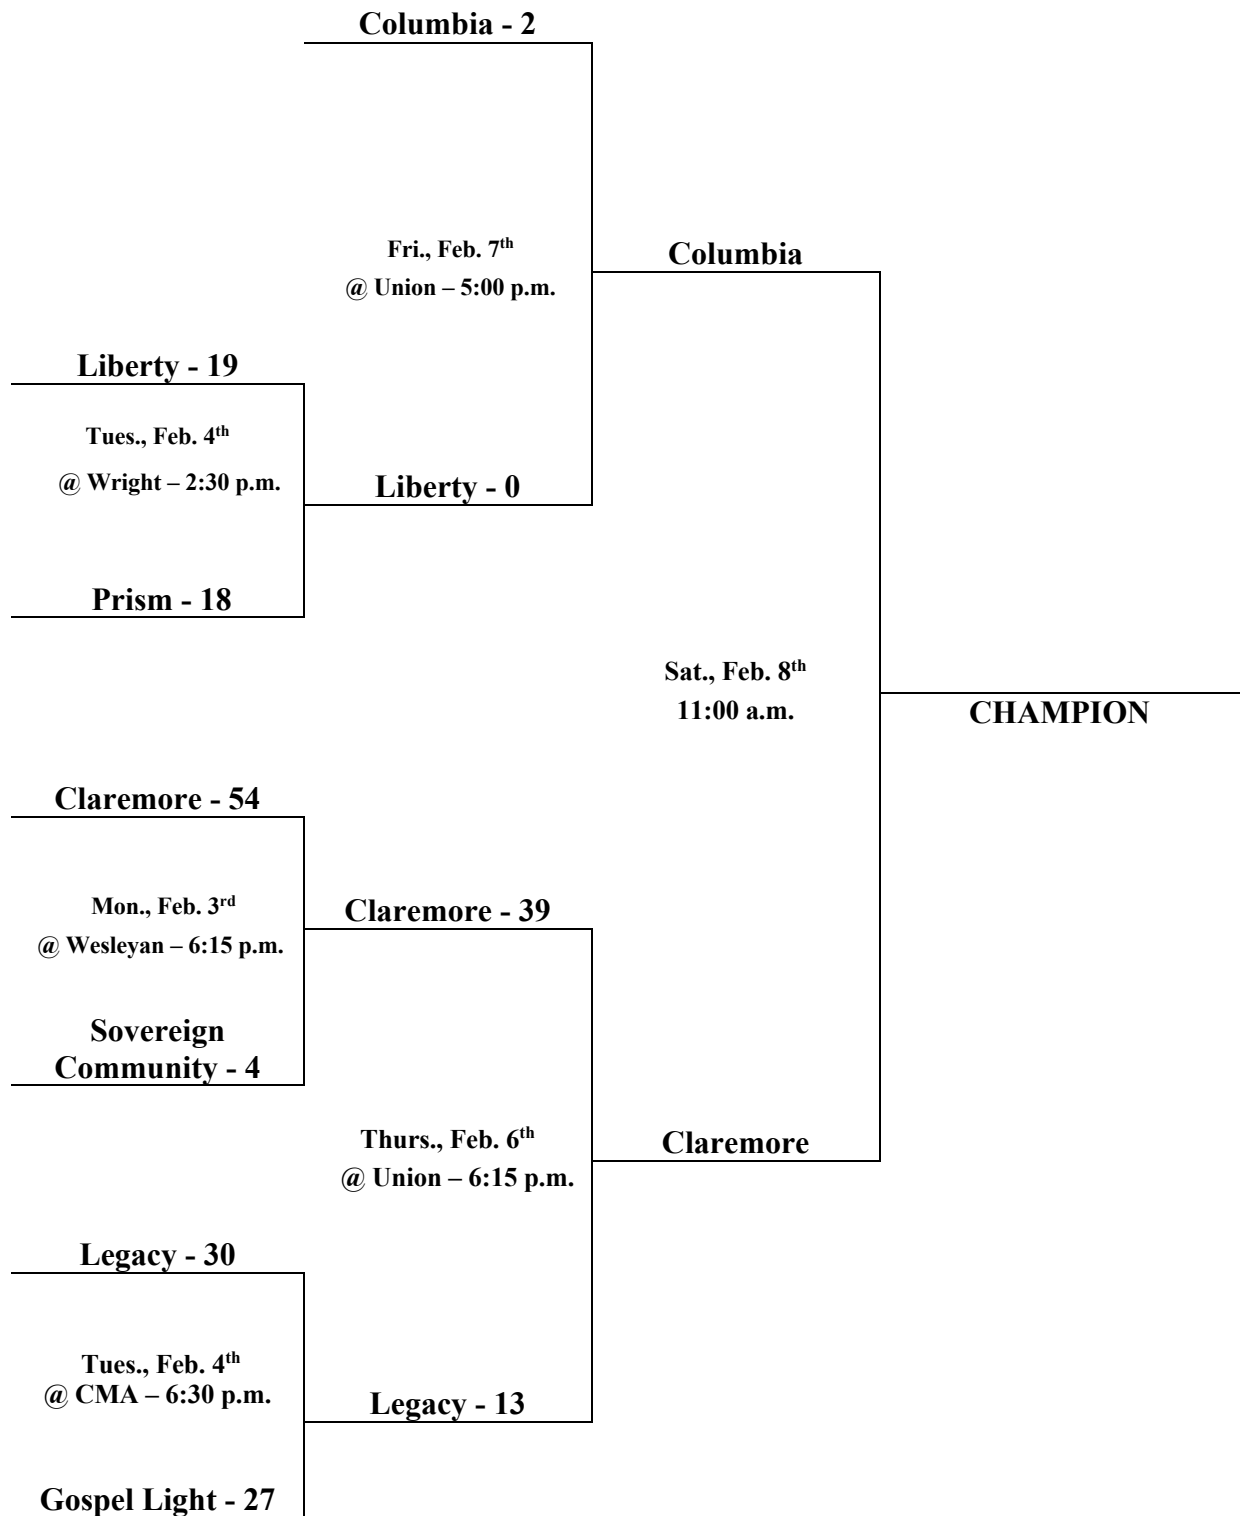 Columbia - 2
Fri., Feb. 7th
@ Union – 5:00 p.m.
Columbia
Liberty - 19
Tues., Feb. 4th
@ Wright – 2:30 p.m.
Liberty - 0
Prism - 18
Sat., Feb. 8th
11:00 a.m.
CHAMPION
Claremore - 54
Mon., Feb. 3rd
@ Wesleyan – 6:15 p.m.
Claremore - 39
Sovereign
Community - 4
Thurs., Feb. 6th
@ Union – 6:15 p.m.
Claremore
Legacy - 30
Tues., Feb. 4th
@ CMA – 6:30 p.m.
Legacy - 13
Gospel Light - 27